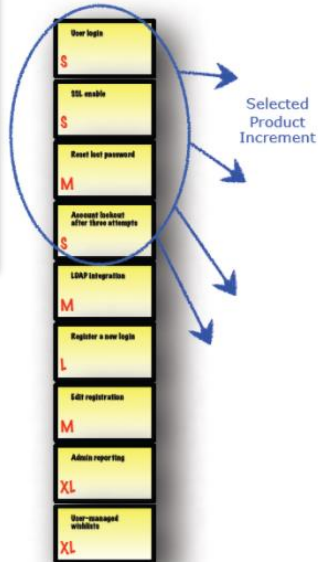 User login
S
SSL enable
S
Reset lost password
M
Account lockout
after three attempts
S
LDAP integration
M
Register a new login
L
Edit registration
M
Admin reporting
XL
User-managed
wishlists
XL
Selected
Product
Increment